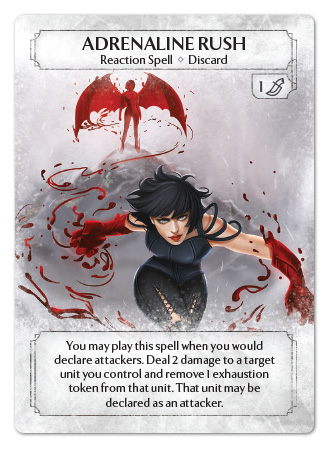 ADRENALINE RUSH
Reaction Spell ◇ Discard
1
You may play this spell when you would
declare attackers. Deal 2 damage to a target
unit you control and remove 1 exhaustion
token from that unit. That unit may be
declared as an attacker.